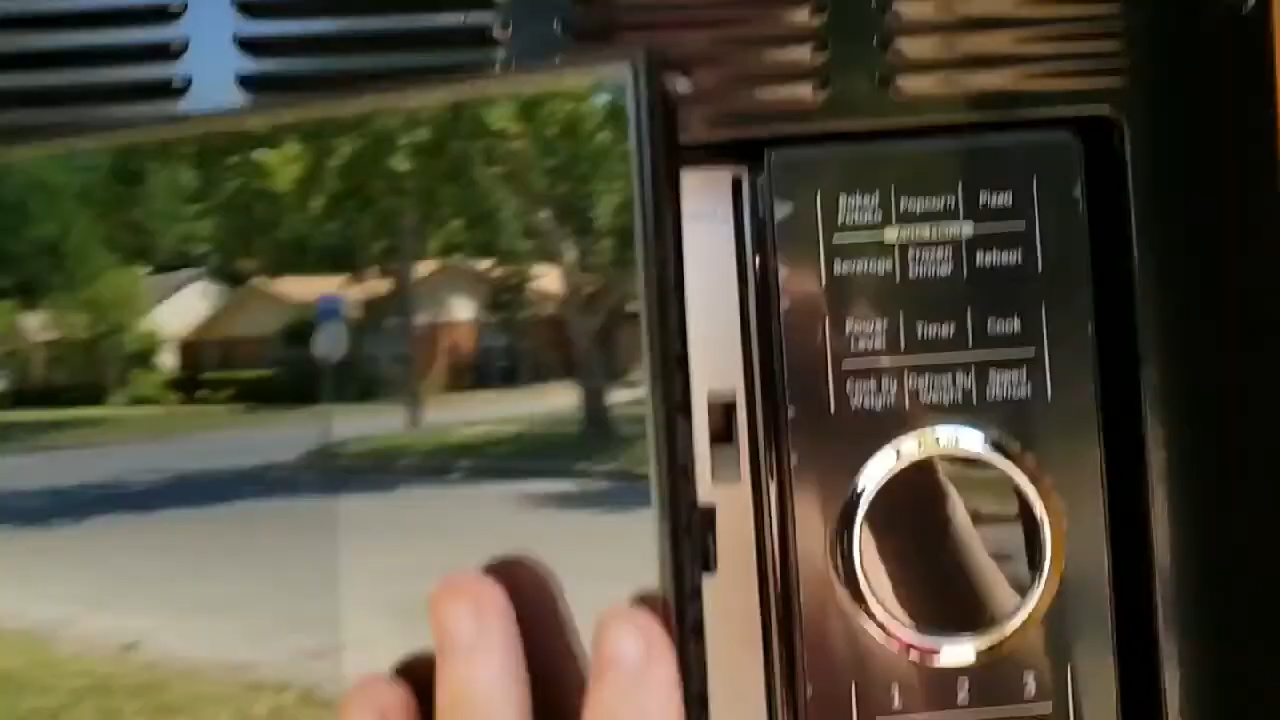 Baked Popcorn Pizza
Potato
Beverage Frozen Reheat
Dinner
Power Timer Cook
Level
Cook By Defrost By Speed
Weight Weight Defrost
1 2 3